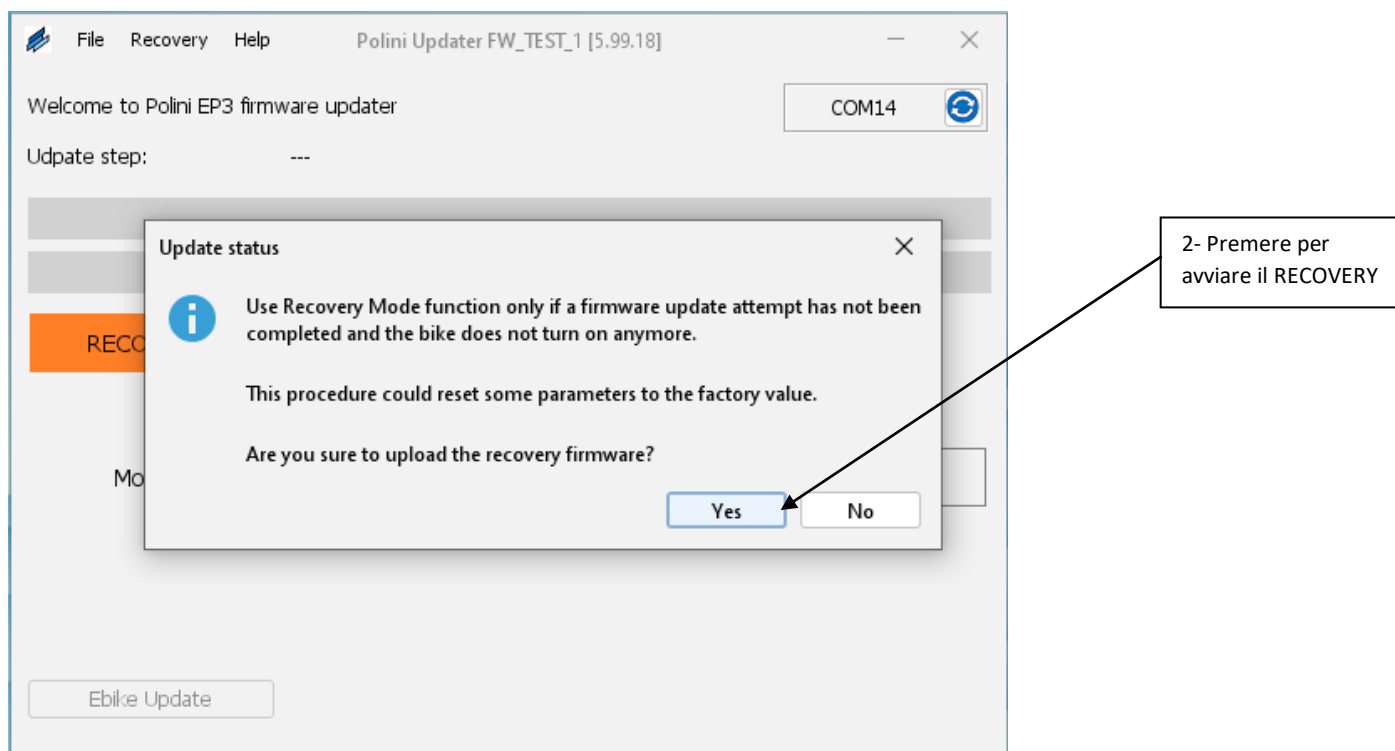 File Recovery Help Polini Updater FW_TEST_1 [5.99.18]
Welcome to Polini EP3 firmware updater
COM14
Udpate step: ---
Update status
Use Recovery Mode function only if a firmware update attempt has not been
completed and the bike does not turn on anymore.
This procedure could reset some parameters to the factory value.
Are you sure to upload the recovery firmware?
Yes No
RECO
Mo
Ebike Update
2- Premere per
avviare il RECOVERY